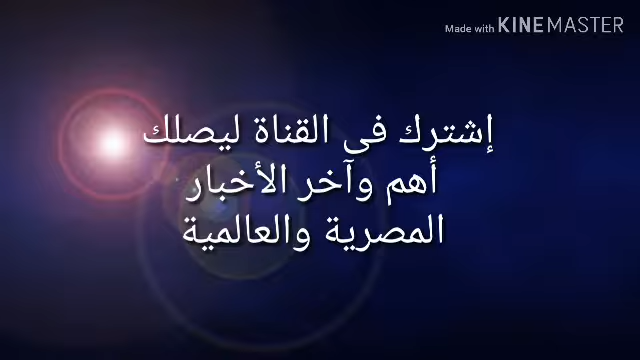 Made with KINEMASTER
إشترك فى القناة ليصلك
أهم وآخر الأخبار
المصرية والعالمية